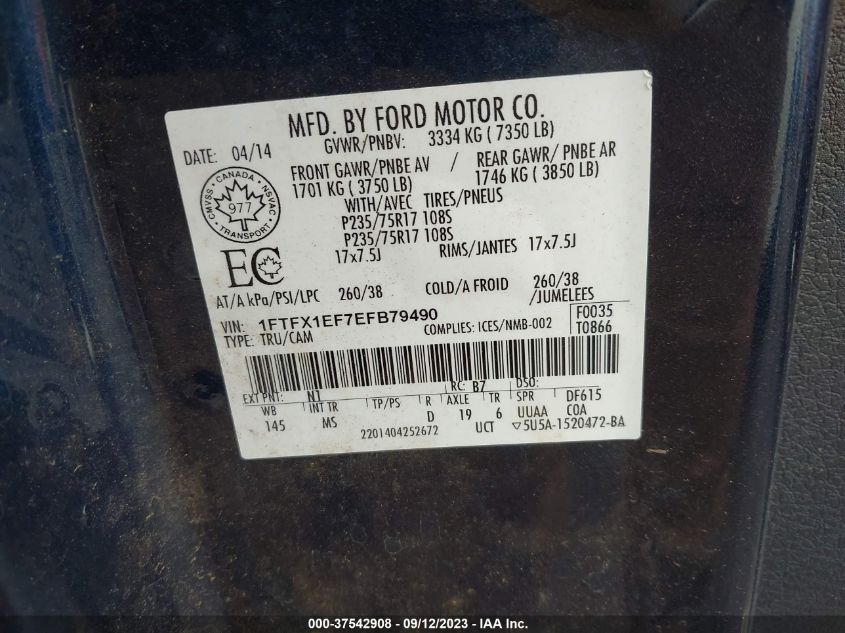 MFD. BY FORD MOTOR CO.
DATE: 04/14
GVWR/PNBV: 3334 KG ( 7350 LB)
FRONT GAWR/PNBE AV / REAR GAWR/ PNBE AR
1701 KG ( 3750 LB) 1746 KG ( 3850 LB)
WITH/AVEC TIRES/PNEUS
P235/75R17 108S
P235/75R17 108S
17x7.5J RIMS/JANTES 17x7.5J
CANADA
CMVSS NSVAC
977
TRANSPORT
EC
AT/A kPa/PSI/LPC 260/38 COLD/A FROID 260/38
/JUMELEES
VIN: 1FTFX1EF7EFB79490
COMPLIES: ICES/NMB-002
F0035
T0866
TYPE: TRU/CAM
EXT PNT: N1 RC: B7 DSO:
WB INT TR TP/PS R AXLE TR SPR DF615
145 MS D 19 6 UUAA COA
2201404252672 UCT ▽5U5A-1520472-BA
000-37542908 - 09/12/2023 - IAA Inc.